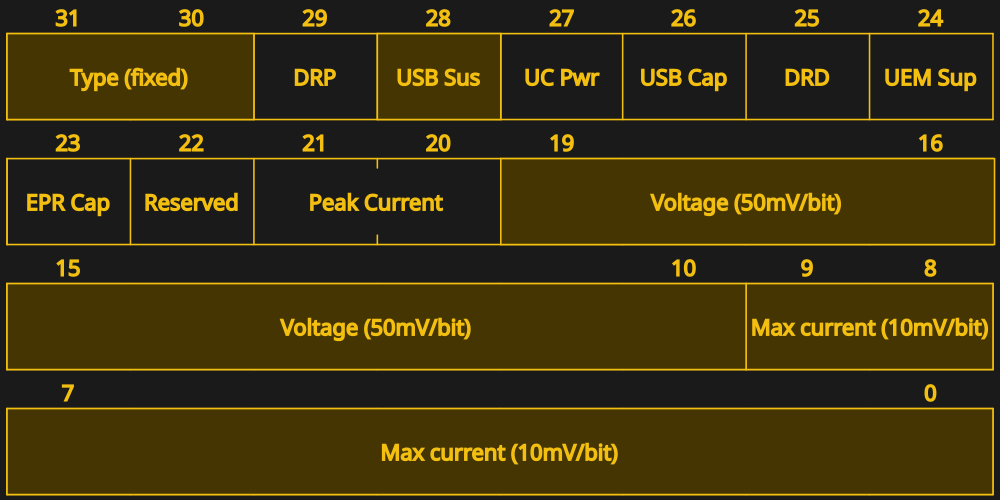 31 30 29 28 27 26 25 24
Type (fixed) DRP USB Sus UC Pwr USB Cap DRD UEM Sup
23 22 21 20 19 16
EPR Cap Reserved Peak Current Voltage (50mV/bit)
15 10 9 8
Voltage (50mV/bit) Max current (10mV/bit)
7 0
Max current (10mV/bit)